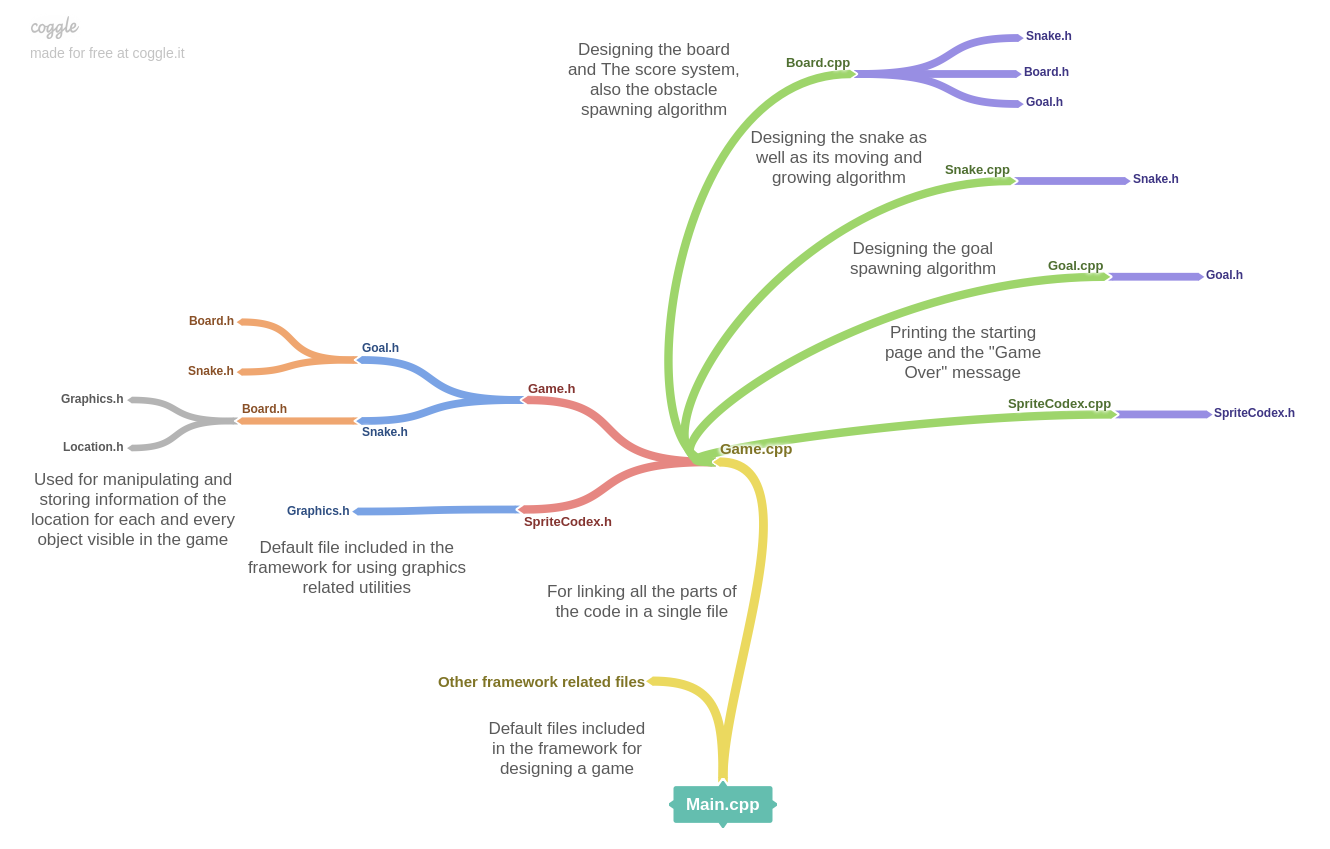 coggle
made for free at coggle.it
Designing the board
and The score system,
also the obstacle
spawning algorithm
Board.cpp
Snake.h
Board.h
Goal.h
Designing the snake as
well as its moving and
growing algorithm
Snake.cpp
Snake.h
Designing the goal
spawning algorithm
Goal.cpp
Goal.h
Printing the starting
page and the "Game
Over" message
SpriteCodex.cpp
SpriteCodex.h
Board.h
Snake.h
Goal.h
Game.h
Graphics.h
Location.h
Board.h
Snake.h
Game.cpp
Used for manipulating and
storing information of the
location for each and every
object visible in the game
Graphics.h
SpriteCodex.h
Default file included in the
framework for using graphics
related utilities
For linking all the parts of
the code in a single file
Other framework related files
Default files included
in the framework for
designing a game
Main.cpp